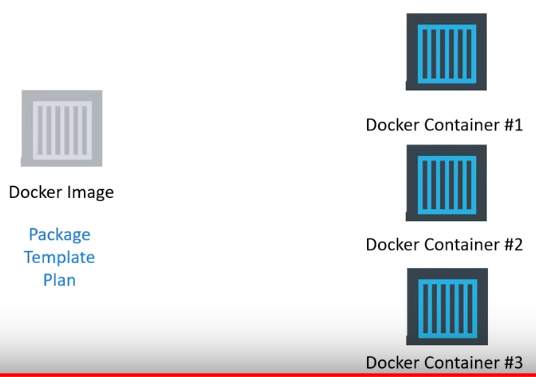 Docker Image
Package
Template
Plan
Docker Container #1
Docker Container #2
Docker Container #3